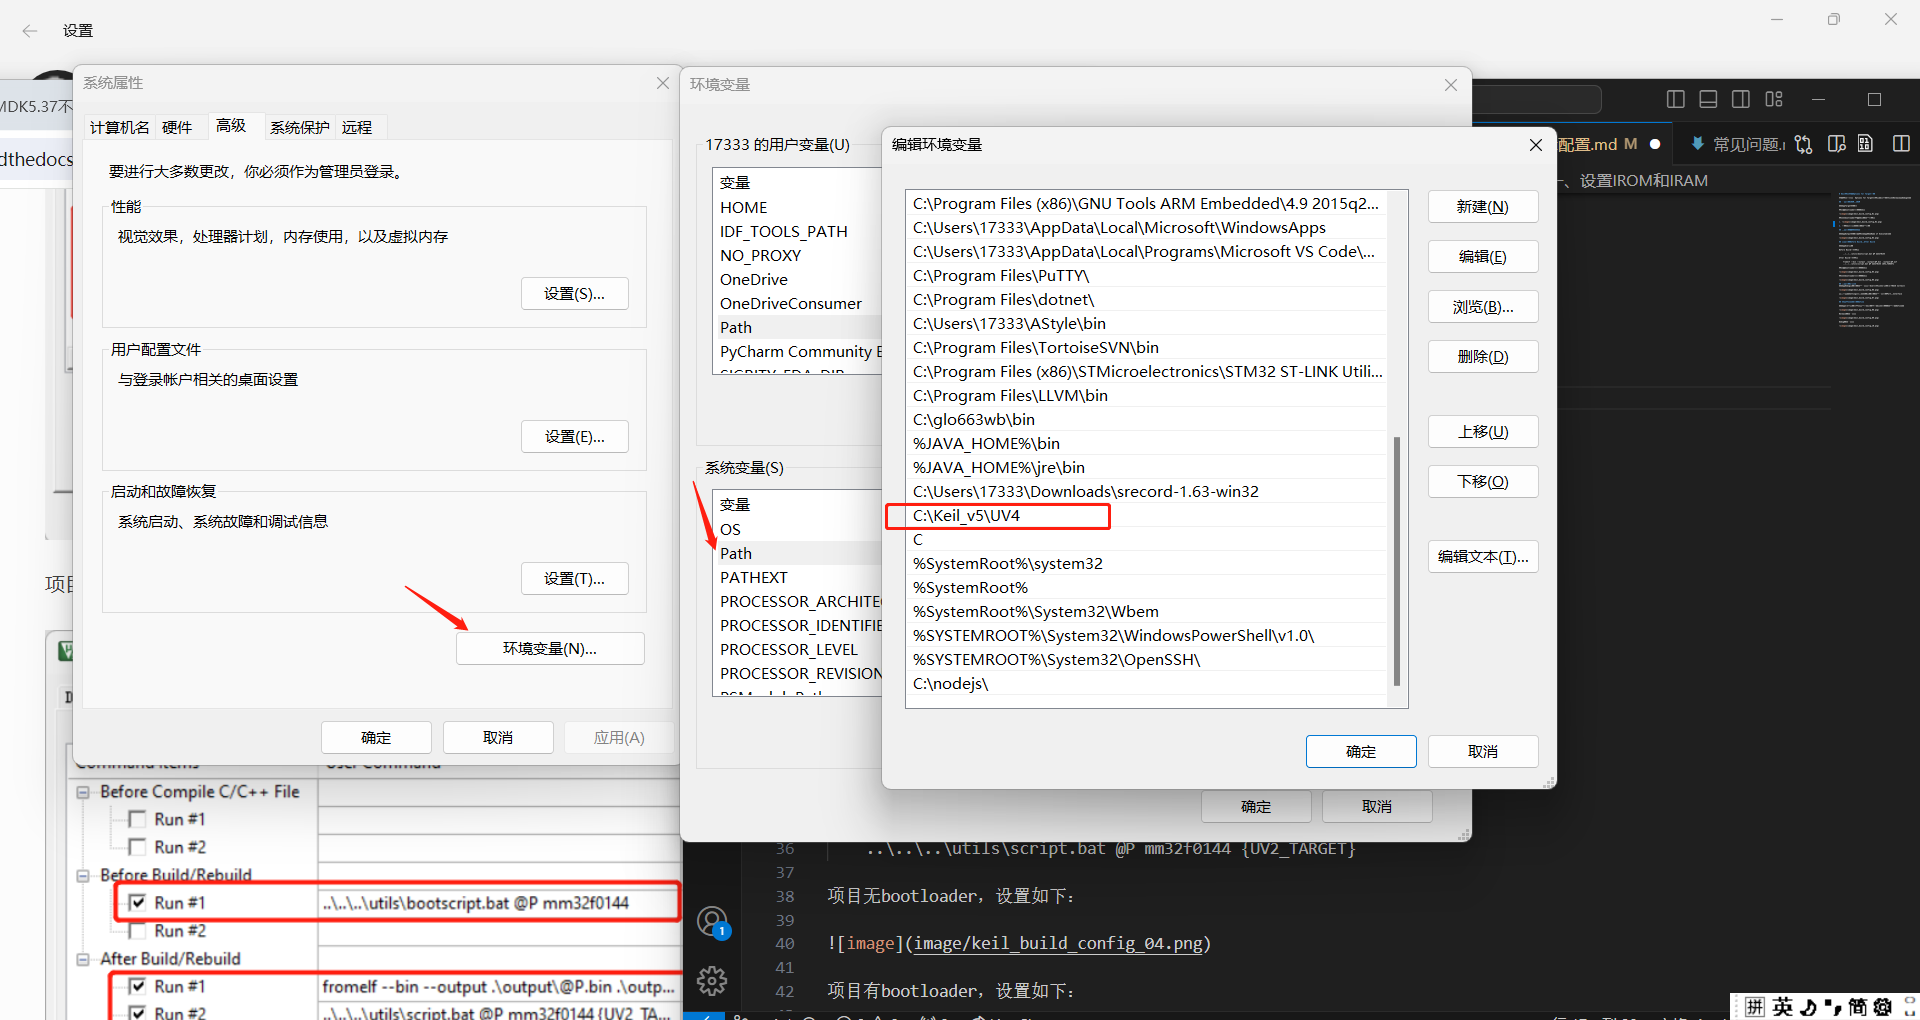 设置
系统属性
计算机名
硬件
高级
系统保护
远程
要进行大多数更改，你必须作为管理员登录。
性能
视觉效果，处理器计划，内存使用，以及虚拟内存
设置(S)...
用户配置文件
与登录帐户相关的桌面设置
设置(E)...
启动和故障恢复
系统启动、系统故障和调试信息
设置(T)...
环境变量(N)...
确定
取消
应用(A)
MDK5.37不
dthedocs
环境变量
17333 的用户变量(U)
变量
HOME
IDF_TOOLS_PATH
NO_PROXY
OneDrive
OneDriveConsumer
Path
PyCharm Community E
系统变量(S)
变量
OS
Path
PATHEXT
PROCESSOR_ARCHITE
PROCESSOR_IDENTIFIE
PROCESSOR_LEVEL
PROCESSOR_REVISION
确定
取消
编辑环境变量
C:\Program Files (x86)\GNU Tools ARM Embedded\4.9 2015q2...
C:\Users\17333\AppData\Local\Microsoft\WindowsApps
C:\Users\17333\AppData\Local\Programs\Microsoft VS Code\...
C:\Program Files\PuTTY\
C:\Program Files\dotnet\
C:\Users\17333\AStyle\bin
C:\Program Files\TortoiseSVN\bin
C:\Program Files (x86)\STMicroelectronics\STM32 ST-LINK Utili...
C:\Program Files\LLVM\bin
C:\glo663wb\bin
%JAVA_HOME%\bin
%JAVA_HOME%\jre\bin
C:\Users\17333\Downloads\srecord-1.63-win32
C:\Keil_v5\UV4
C
%SystemRoot%\system32
%SystemRoot%
%SystemRoot%\System32\Wbem
%SYSTEMROOT%\System32\WindowsPowerShell\v1.0\
%SYSTEMROOT%\System32\OpenSSH\
C:\nodejs\
新建(N)
编辑(E)
浏览(B)...
删除(D)
上移(U)
下移(O)
编辑文本(T)...
确定
取消
配置.md M
常见问题.
一、设置IROM和IRAM
Before Compile C/C++ File
Run #1
Run #2
Before Build/Rebuild
Run #1 ..\..\..\utils\bootscript.bat @P mm32f0144
Run #2
After Build/Rebuild
Run #1 fromelf --bin --output .\output\@P.bin .\outp...
Run #2 ..\..\..\utils\script.bat @P mm32f0144 {UV2_TA...
36 ..\..\..\utils\script.bat @P mm32f0144 {UV2_TARGET}
37
38 项目无bootloader，设置如下：
39
40 ![image](image/keil_build_config_04.png)
41
42 项目有bootloader，设置如下：
1
拼 英 简